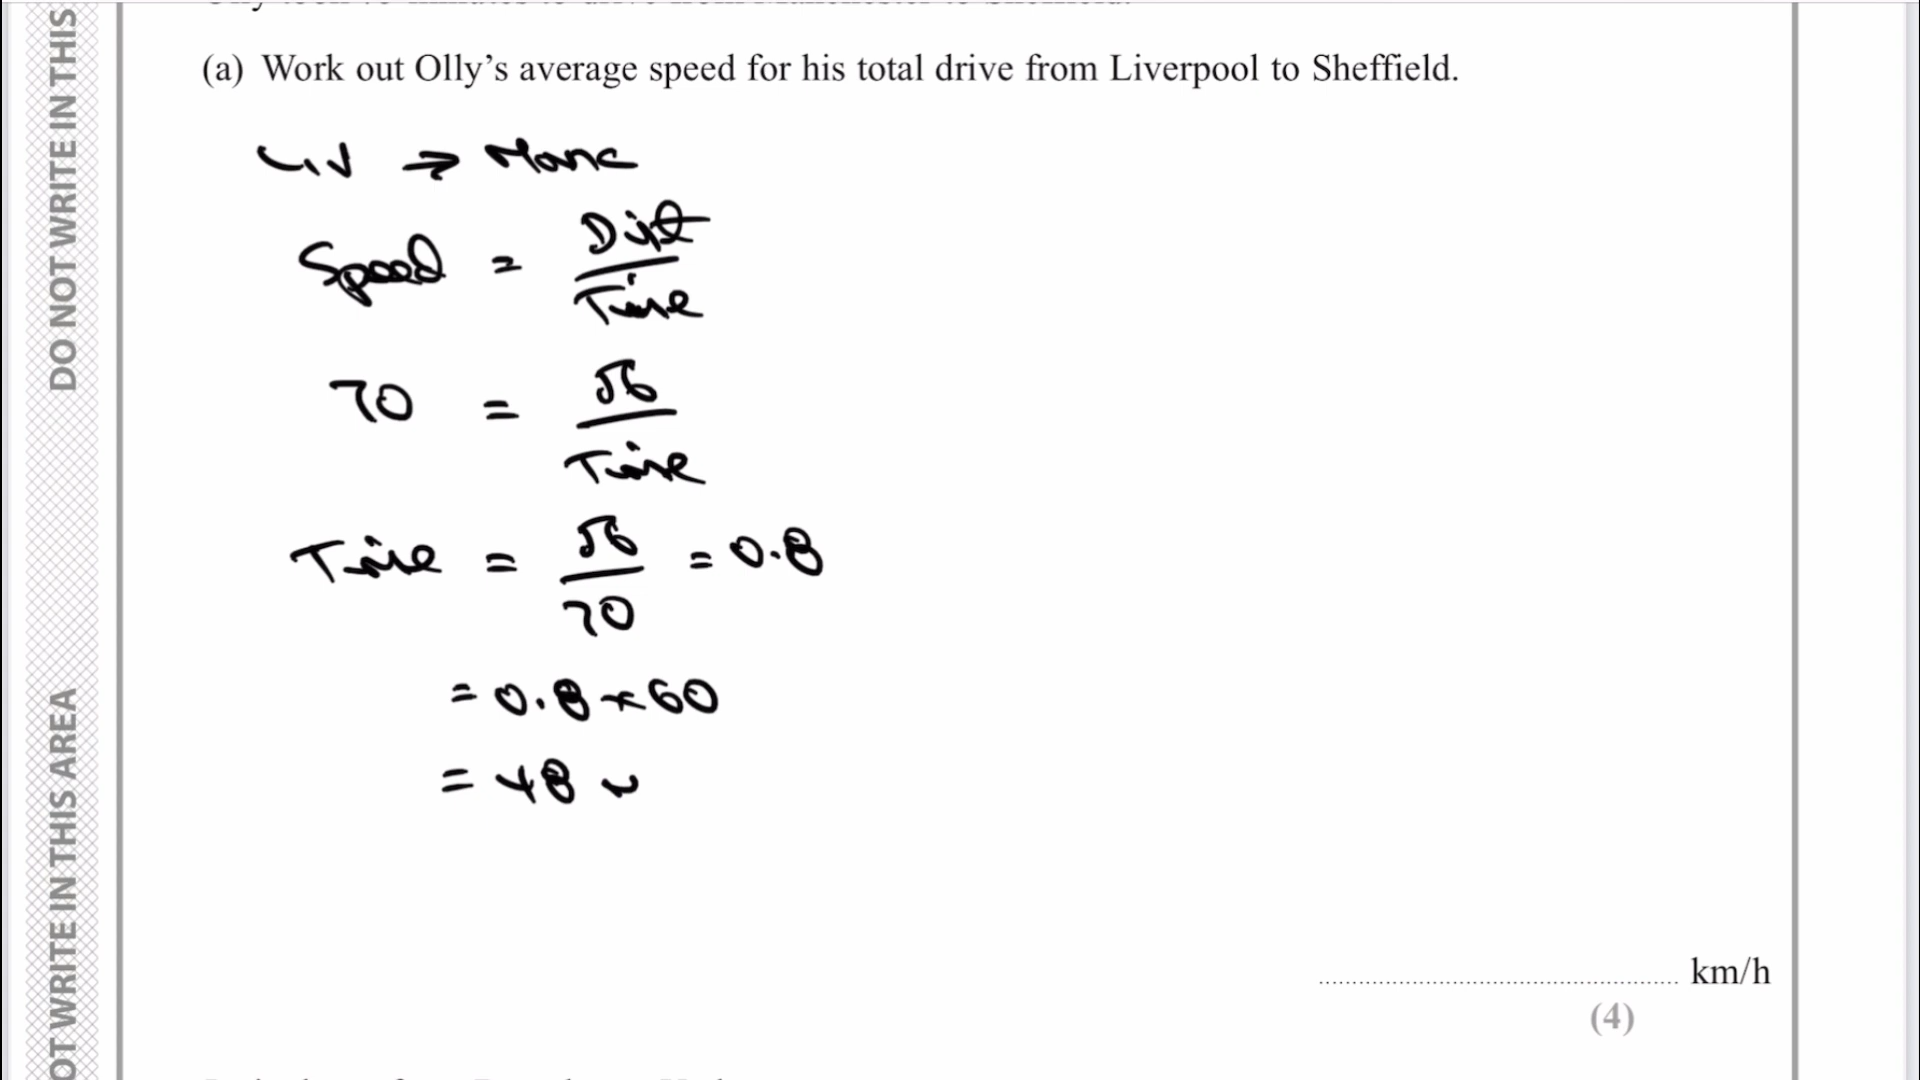 (a) Work out Olly’s average speed for his total drive from Liverpool to Sheffield.
Liv → Manc
Speed = Dist / Time
70 = 56 / Time
Time = 56 / 70 = 0.8
= 0.8 × 60
= 48
km/h
(4)
DO NOT WRITE IN THIS
OT WRITE IN THIS AREA